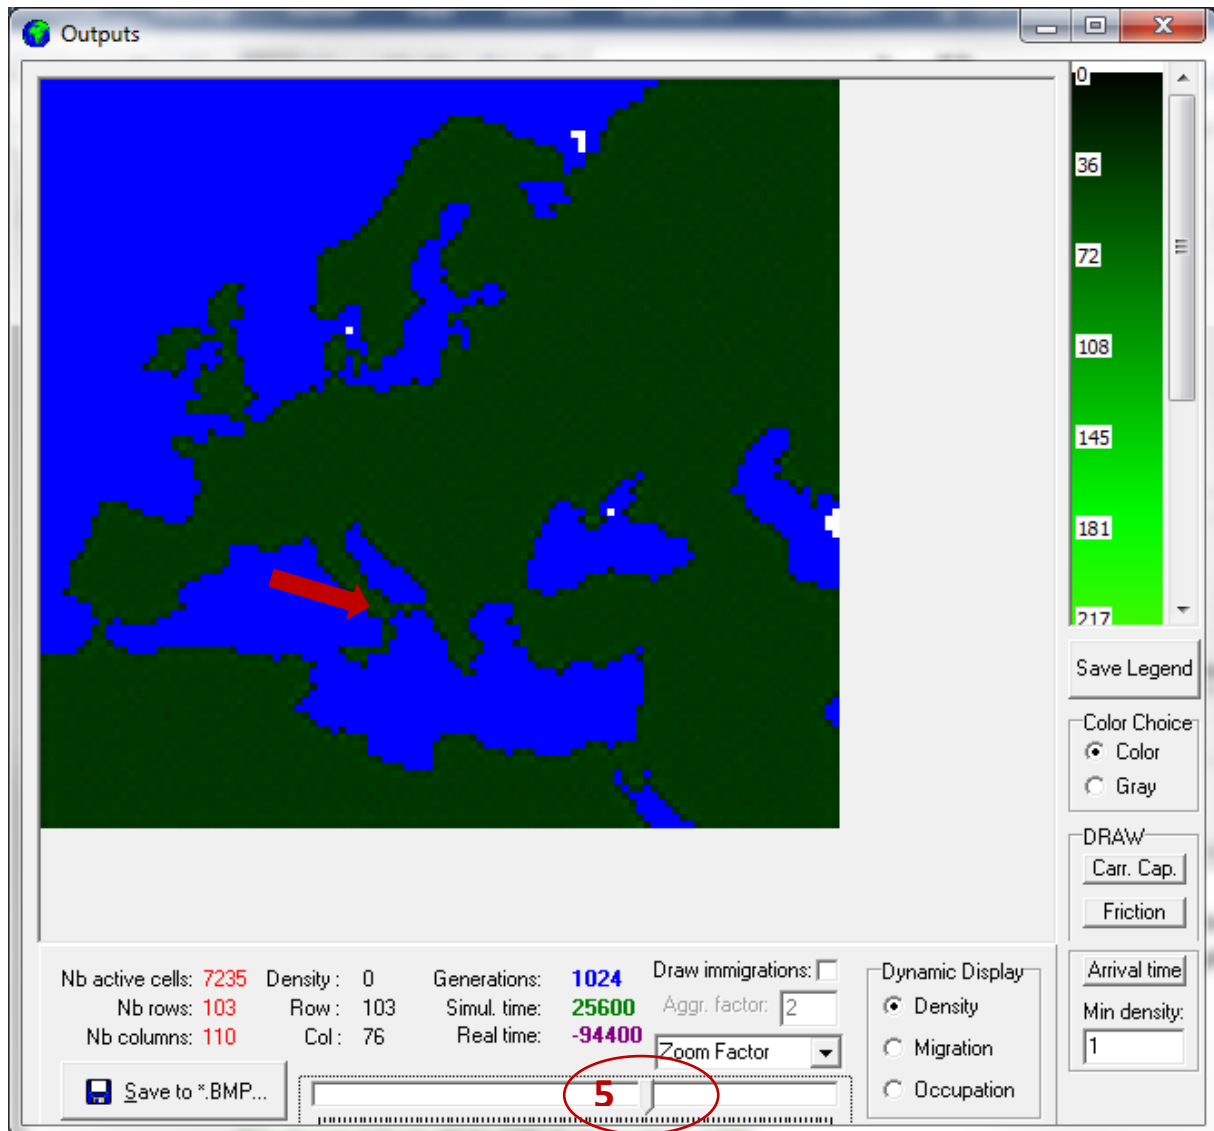 Outputs
0
36
72
108
145
181
217
Save Legend
Color Choice
Color
Gray
DRAW
Carr. Cap.
Friction
Nb active cells: 7235 Density : 0 Generations: 1024 Draw immigrations:
Nb rows: 103 Row : 103 Simul. time: 25600 Aggr. factor: 2
Nb columns: 110 Col : 76 Real time: -94400 Zoom Factor
Dynamic Display
Density
Migration
Occupation
Arrival time
Min density:
1
Save to *.BMP...
5